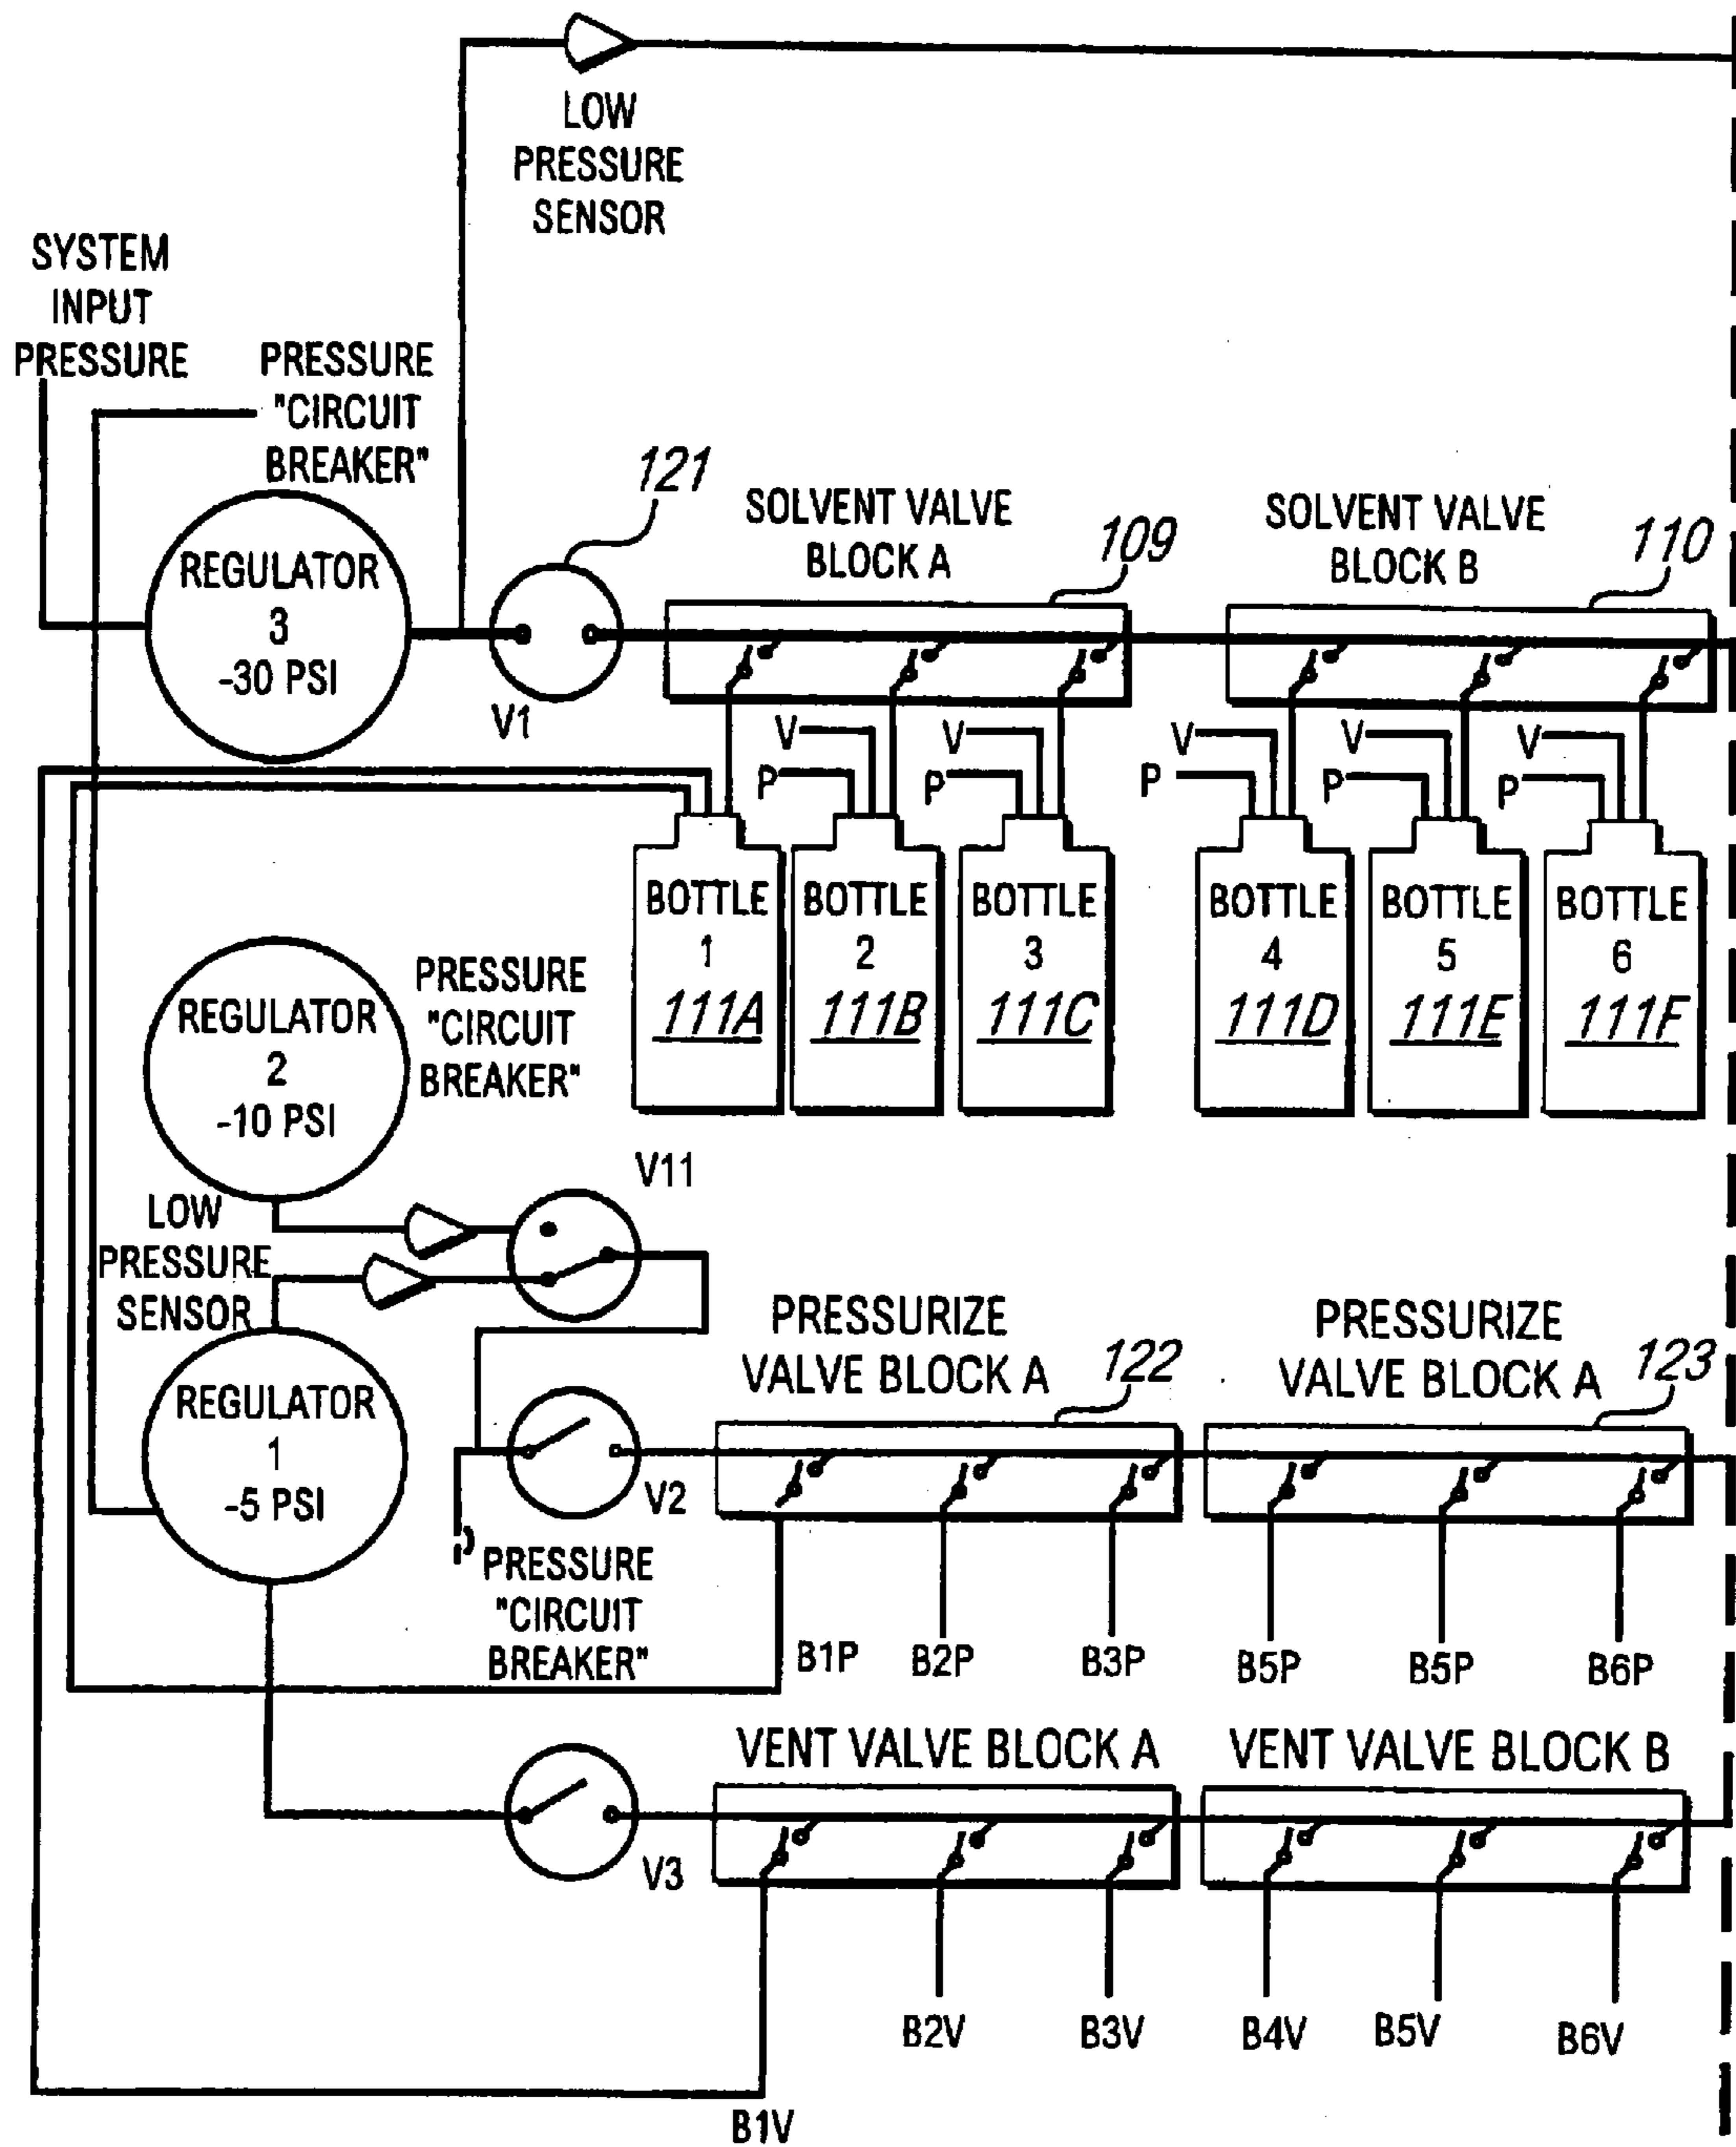 LOW
PRESSURE
SENSOR
SYSTEM
INPUT
PRESSURE
PRESSURE
"CIRCUIT
BREAKER"
121
SOLVENT VALVE
BLOCK A
109
SOLVENT VALVE
BLOCK B
110
REGULATOR
3
-30 PSI
V1
V
P
V
P
V
P
V
P
V
P
BOTTLE
1
111A
BOTTLE
2
111B
BOTTLE
3
111C
BOTTLE
4
111D
BOTTLE
5
111E
BOTTLE
6
111F
REGULATOR
2
-10 PSI
PRESSURE
"CIRCUIT
BREAKER"
V11
LOW
PRESSURE
SENSOR
REGULATOR
1
-5 PSI
PRESSURIZE
VALVE BLOCK A
122
PRESSURIZE
VALVE BLOCK A
123
V2
PRESSURE
"CIRCUIT
BREAKER"
B1P
B2P
B3P
B5P
B5P
B6P
VENT VALVE BLOCK A
VENT VALVE BLOCK B
V3
B2V
B3V
B4V
B5V
B6V
B1V